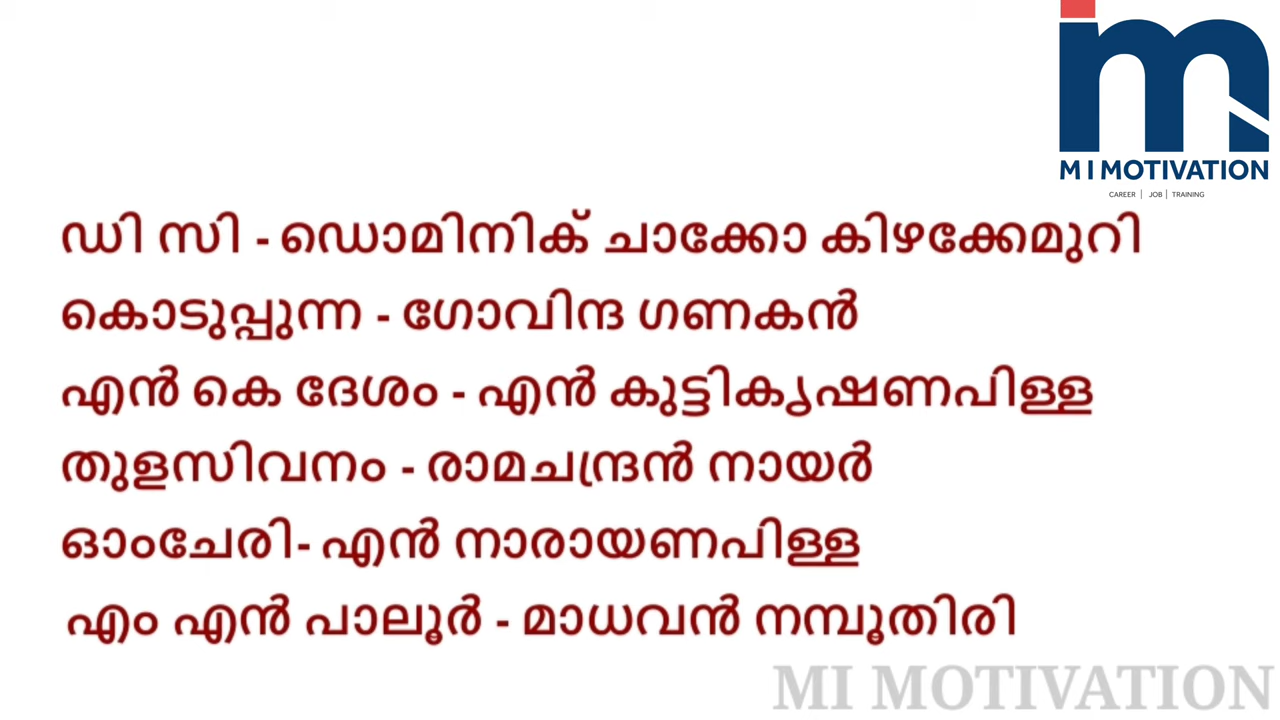 M I MOTIVATION
CAREER | JOB | TRAINING
ഡി സി - ഡൊമിനിക് ചാക്കോ കിഴക്കേമുറി
കൊടുപ്പുന്ന - ഗോവിന്ദ ഗണകൻ
എൻ കെ ദേശം - എൻ കുട്ടികൃഷണപിള്ള
തുളസിവനം - രാമചന്ദ്രൻ നായർ
ഓംചേരി- എൻ നാരായണപിള്ള
എം എൻ പാലൂർ - മാധവൻ നമ്പൂതിരി
MI MOTIVATION